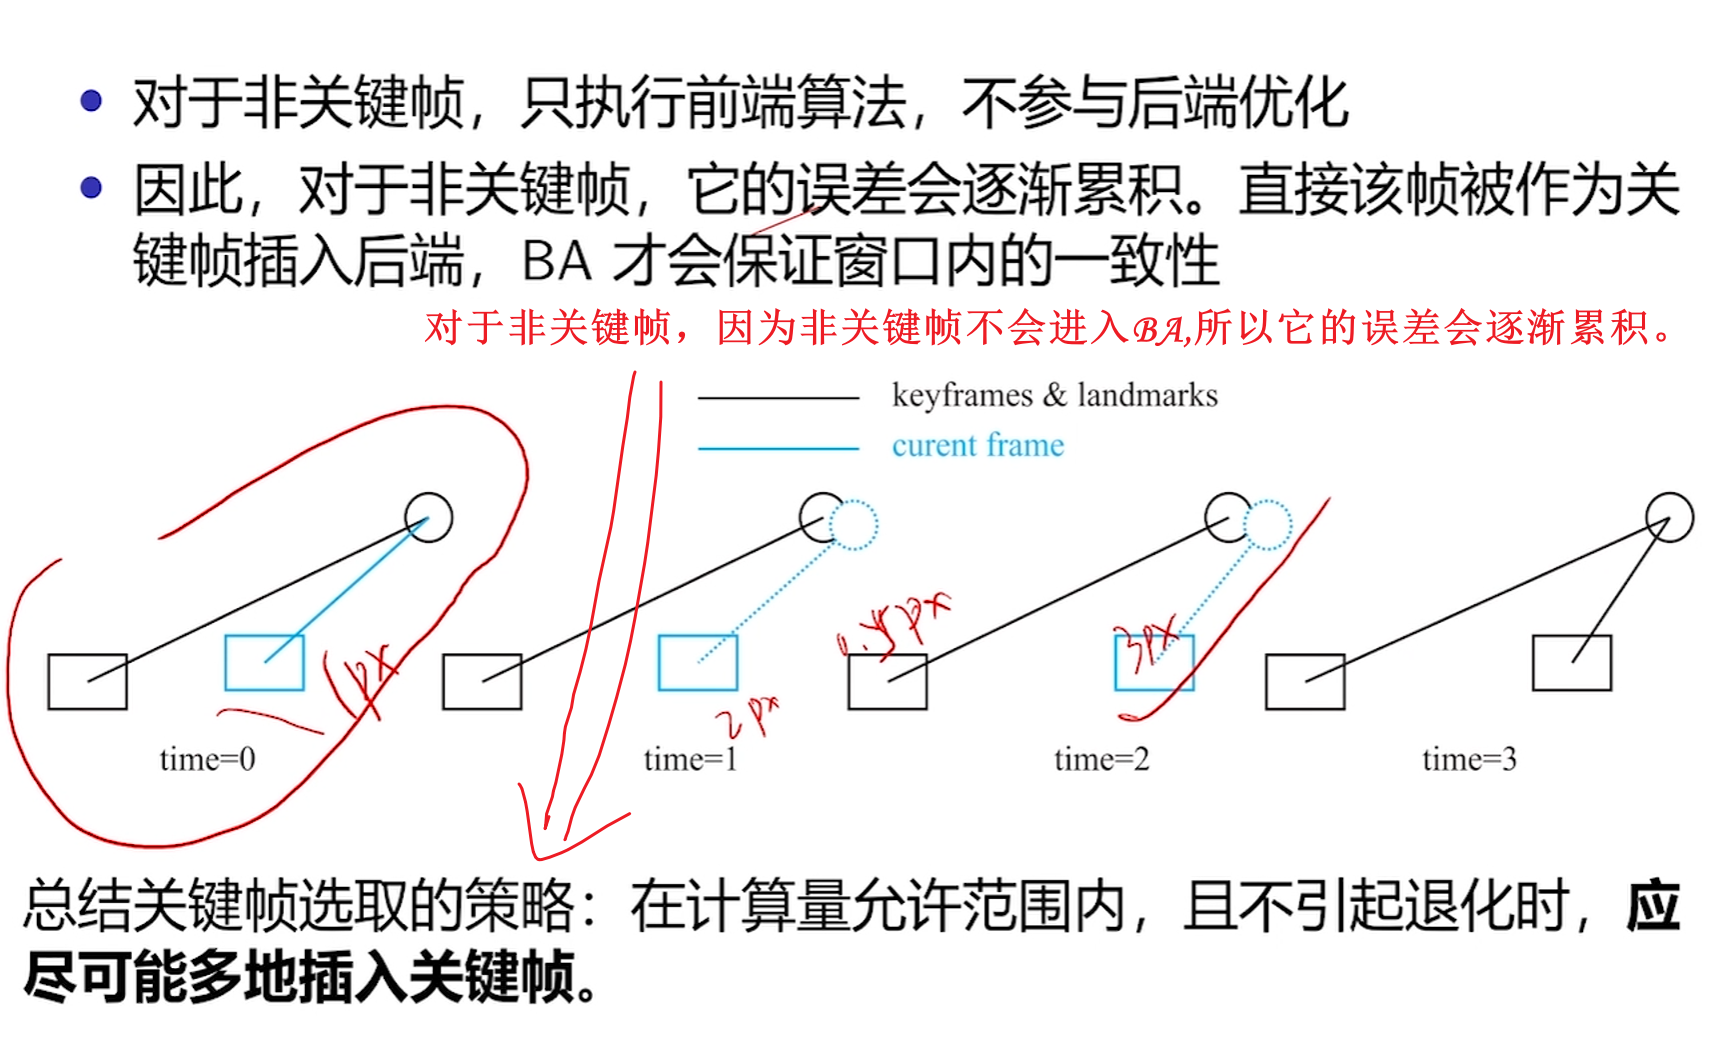 对于非关键帧，只执行前端算法，不参与后端优化
因此，对于非关键帧，它的误差会逐渐累积。直接该帧被作为关
键帧插入后端，BA 才会保证窗口内的一致性
对于非关键帧，因为非关键帧不会进入BA,所以它的误差会逐渐累积。
keyframes & landmarks
curent frame
1px
2px
3px
time=0
time=1
time=2
time=3
总结关键帧选取的策略：在计算量允许范围内，且不引起退化时，应
尽可能多地插入关键帧。